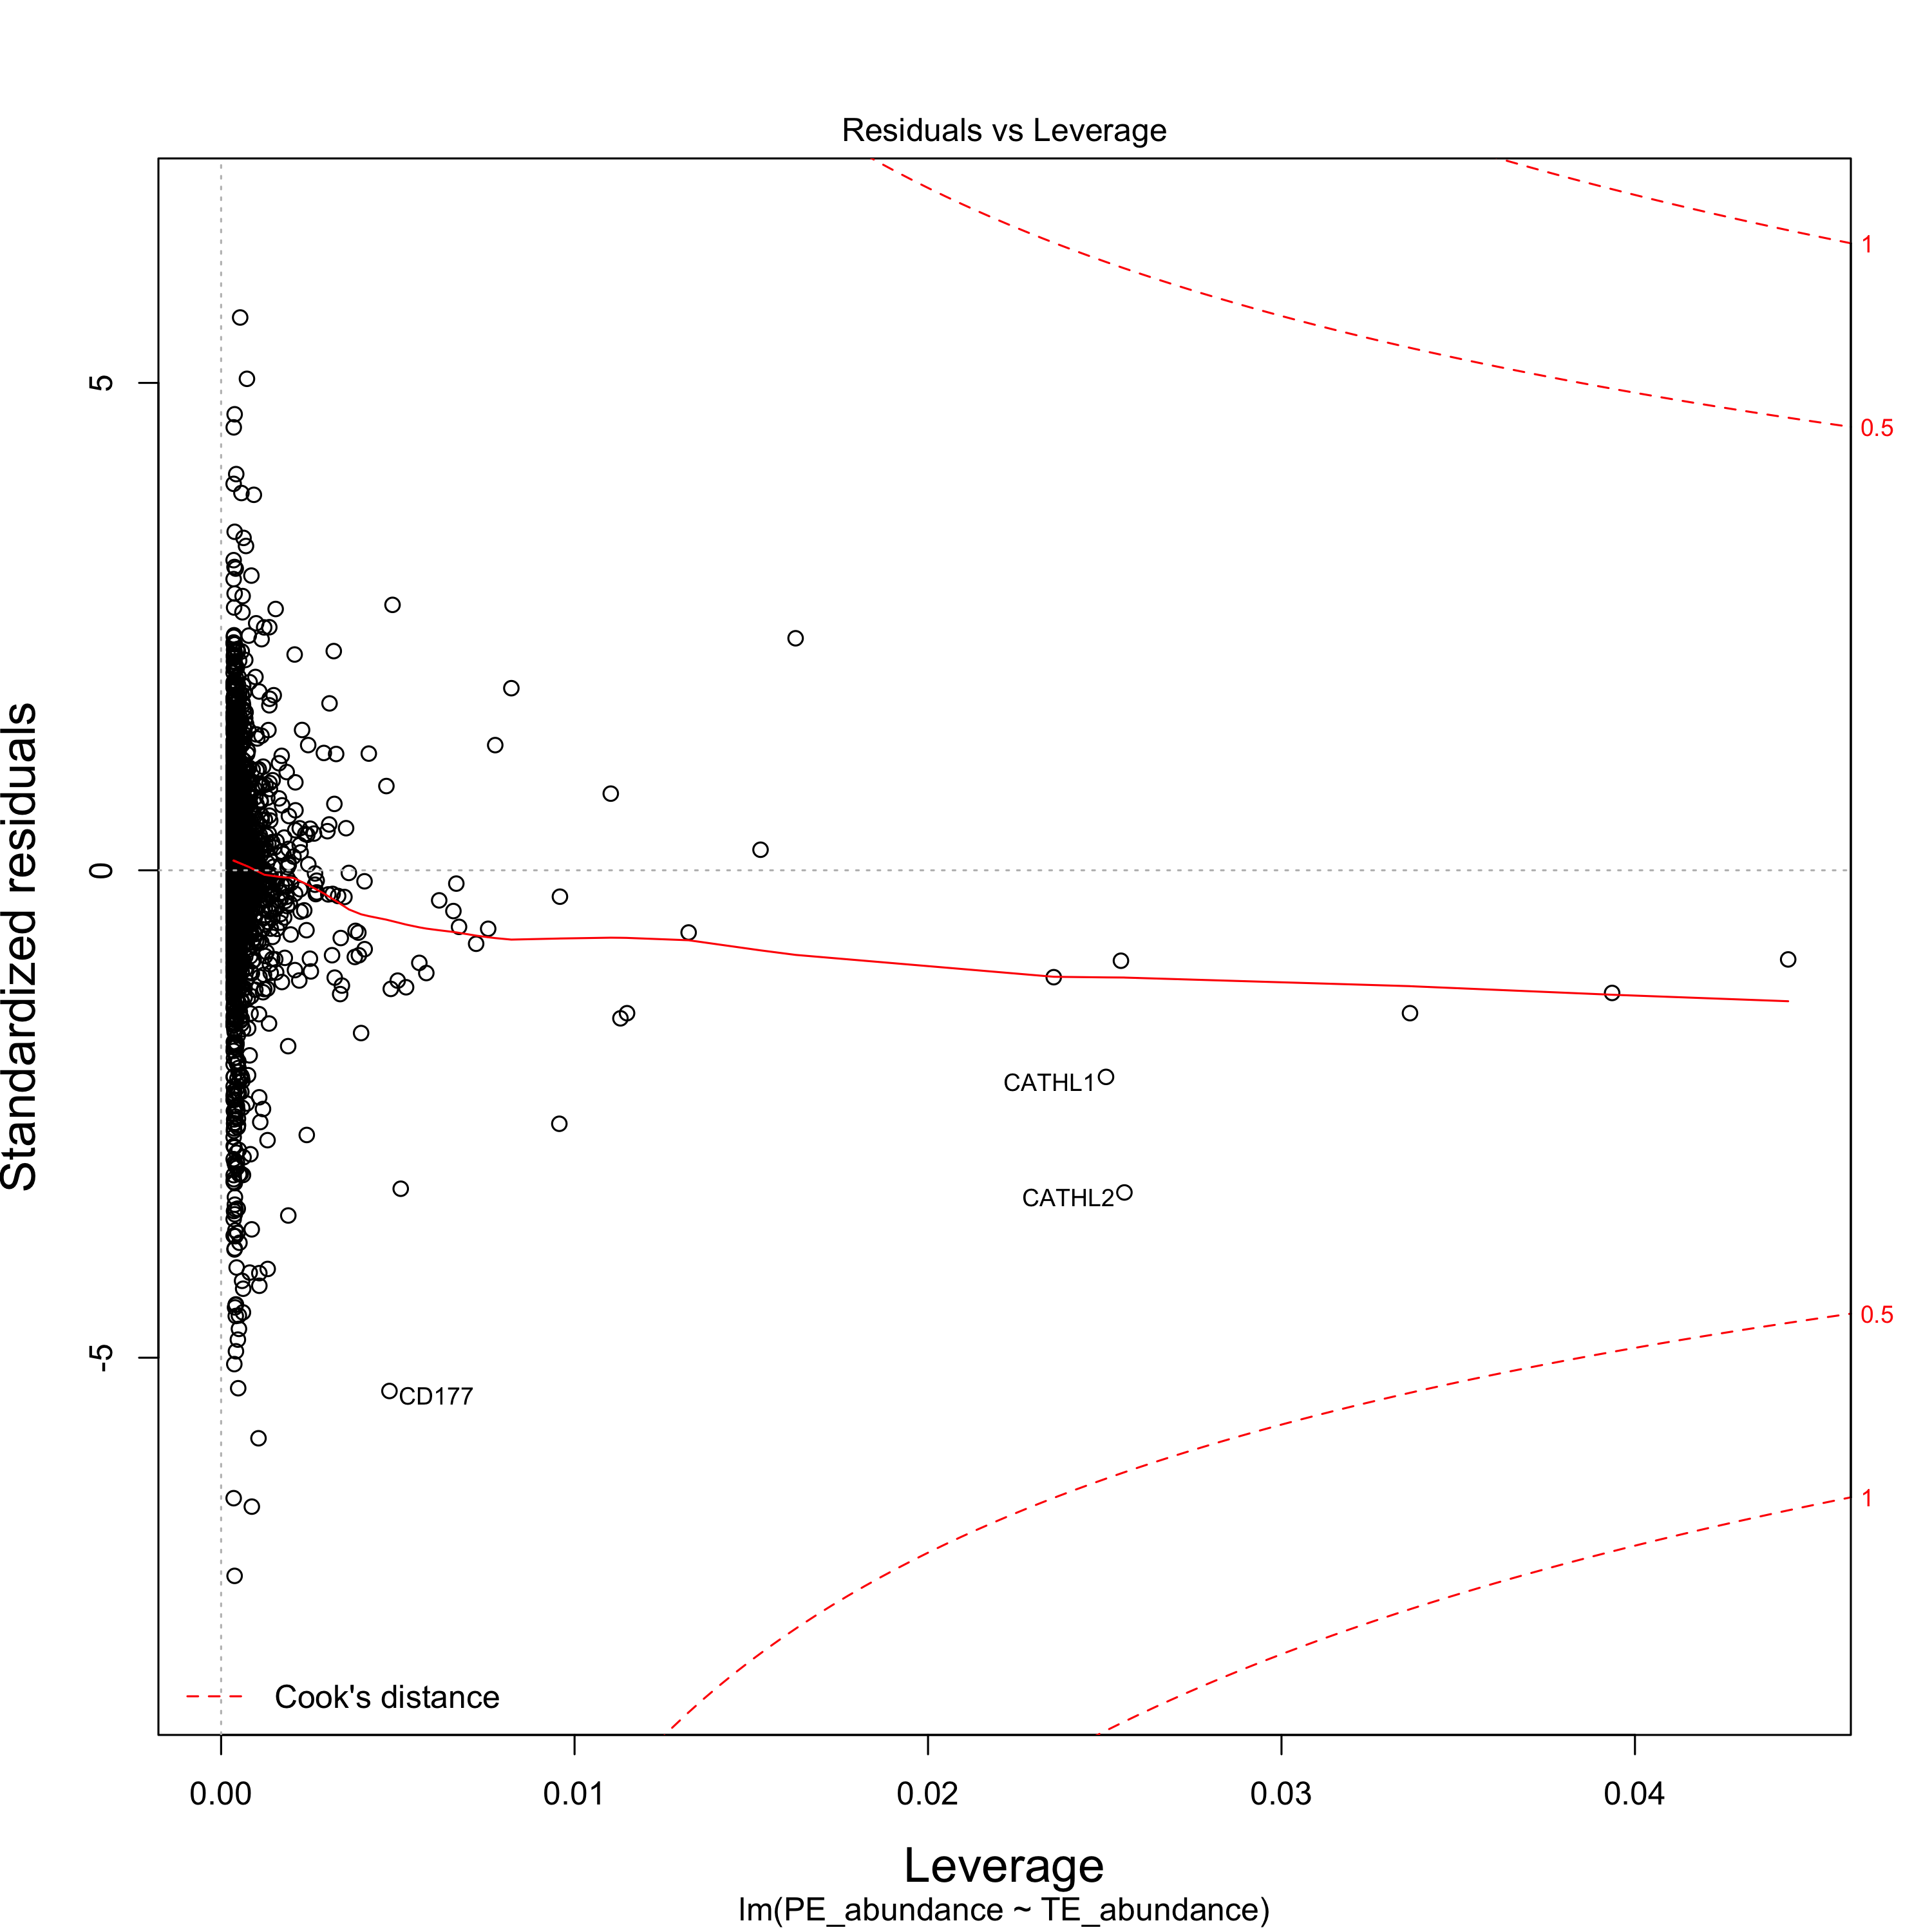 Residuals vs Leverage
1
5
0.5
Standardized residuals
0
CATHL1
CATHL2
0.5
-5
CD177
1
Cook's distance
0.00 0.01 0.02 0.03 0.04
Leverage
lm(PE_abundance ~ TE_abundance)